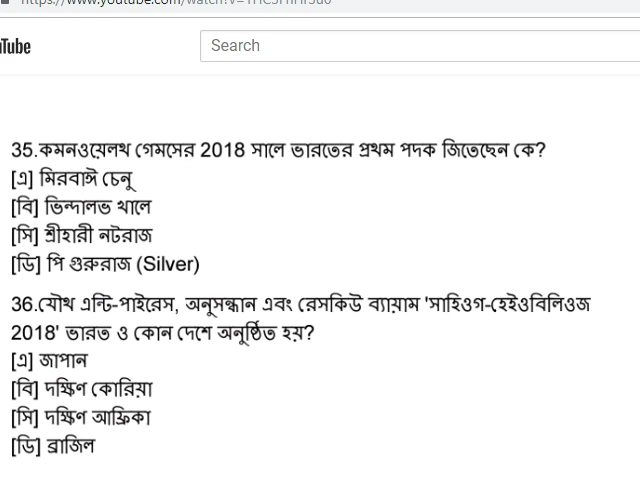 Tube
Search
35.কমনওয়েলথ গেমসের 2018 সালে ভারতের প্রথম পদক জিতেছেন কে?
[এ] মিরবাঈ চেনু
[বি] ভিন্দালভ থালে
[সি] শ্রীহারী নটরাজ
[ডি] পি গুরুরাজ (Silver)
36.যৌথ এন্টি-পাইরেস, অনুসন্ধান এবং রেসকিউ ব্যায়াম 'সাহিওগ-হেইওবিলিওজ
2018' ভারত ও কোন দেশে অনুষ্ঠিত হয়?
[এ] জাপান
[বি] দক্ষিণ কোরিয়া
[সি] দক্ষিণ আফ্রিকা
[ডি] ব্রাজিল